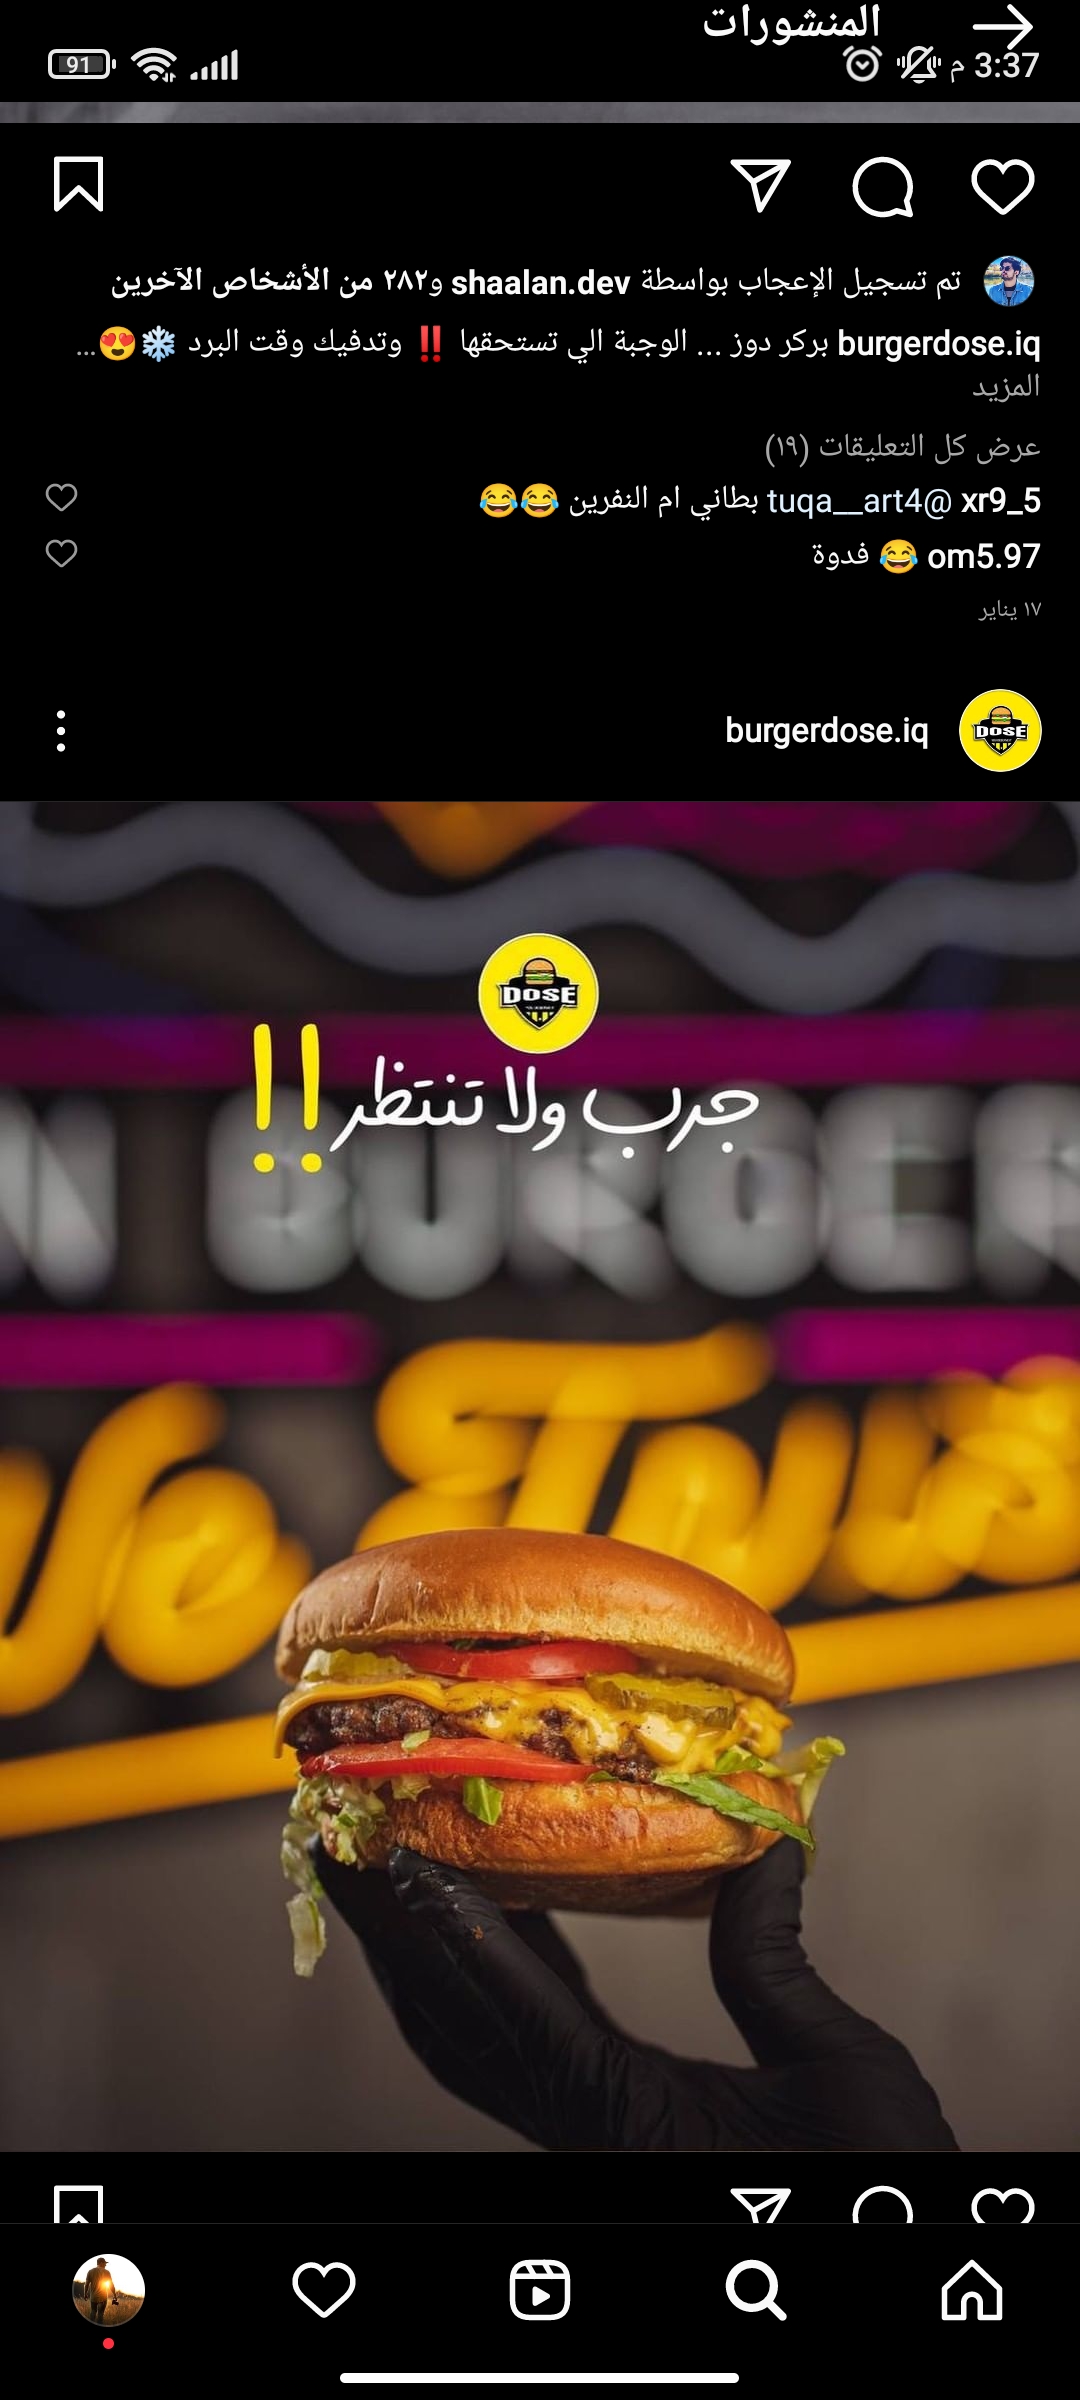 المنشورات
3:37 م
91
تم تسجيل الإعجاب بواسطة shaalan.dev و٢٨٢ من الأشخاص الآخرين
burgerdose.iq بركر دوز ... الوجبة الي تستحقها ‼️ وتدفيك وقت البرد ❄️😍...
المزيد
عرض كل التعليقات (١٩)
xr9_5 @tuqa__art4 بطاني ام النفرين 😂😂
om5.97 😂 فدوة
١٧ يناير
burgerdose.iq
DOSE
DOSE
جرب ولا تنتظر!!
BURGER